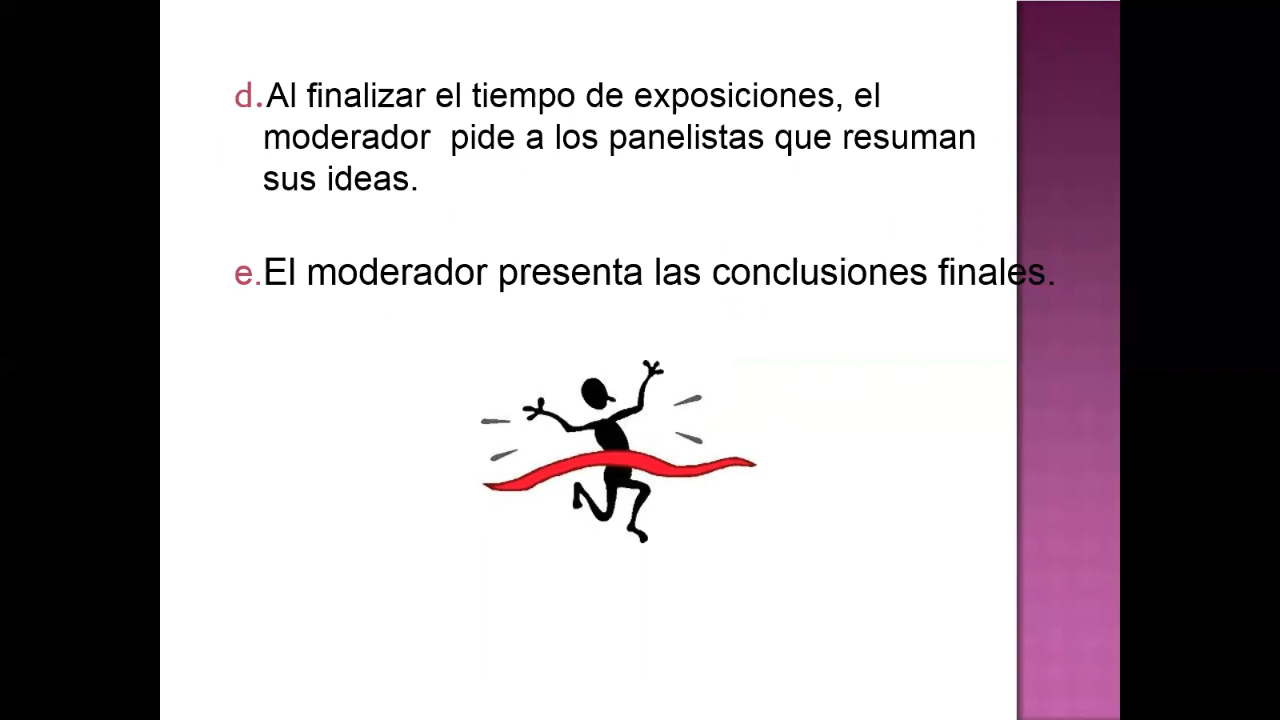 d.Al finalizar el tiempo de exposiciones, el
moderador  pide a los panelistas que resuman
sus ideas.
e.El moderador presenta las conclusiones finales.